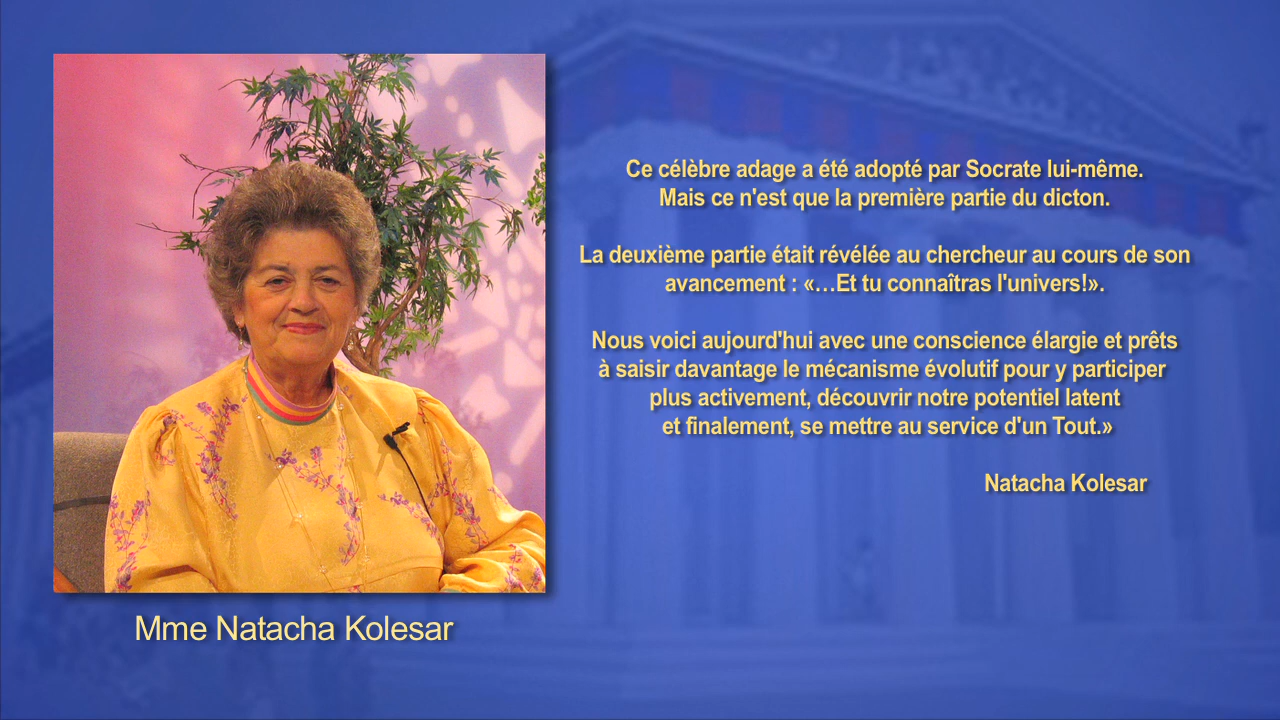 Ce célèbre adage a été adopté par Socrate lui-même.
Mais ce n'est que la première partie du dicton.
La deuxième partie était révélée au chercheur au cours de son
avancement : «…Et tu connaîtras l'univers!».
Nous voici aujourd'hui avec une conscience élargie et prêts
à saisir davantage le mécanisme évolutif pour y participer
plus activement, découvrir notre potentiel latent
et finalement, se mettre au service d'un Tout.»
Natacha Kolesar
Mme Natacha Kolesar